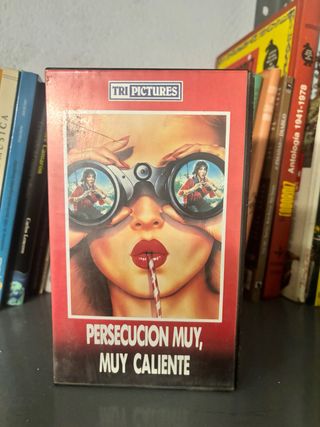 TRI PICTURES
PERSECUCION MUY,
MUY CALIENTE
Antología 1941-1978